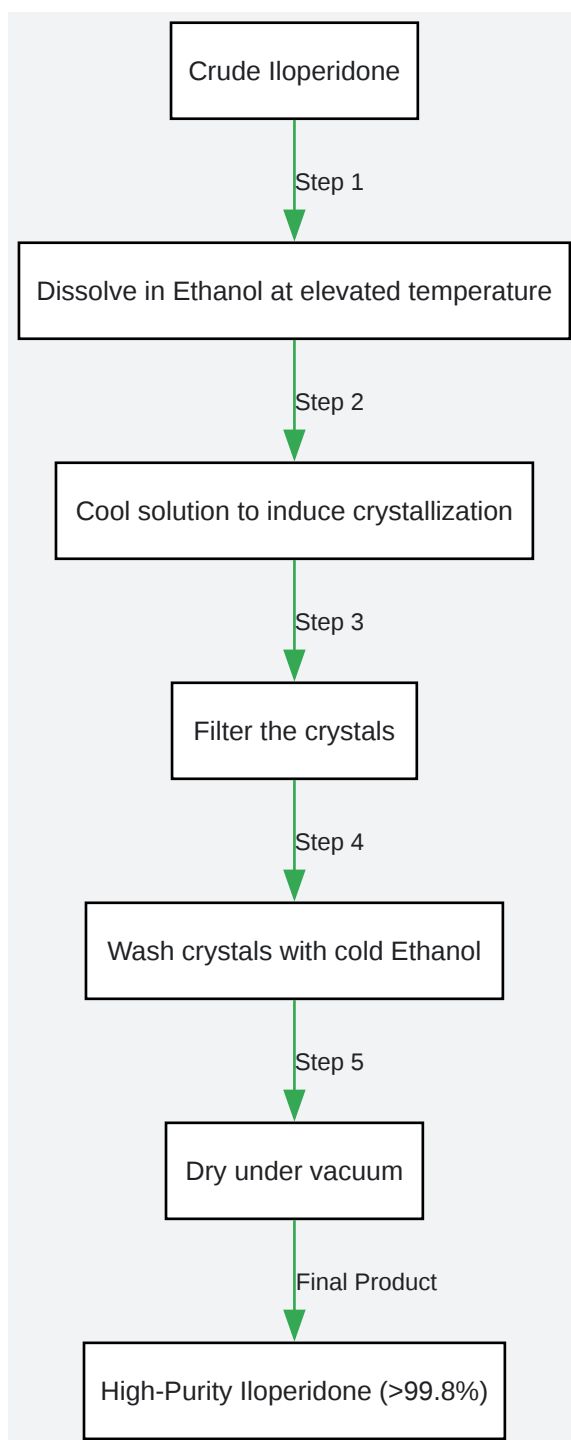 Crude Iloperidone
Step 1
Dissolve in Ethanol at elevated temperature
Step 2
Cool solution to induce crystallization
Step 3
Filter the crystals
Step 4
Wash crystals with cold Ethanol
Step 5
Dry under vacuum
Final Product
High-Purity Iloperidone (>99.8%)